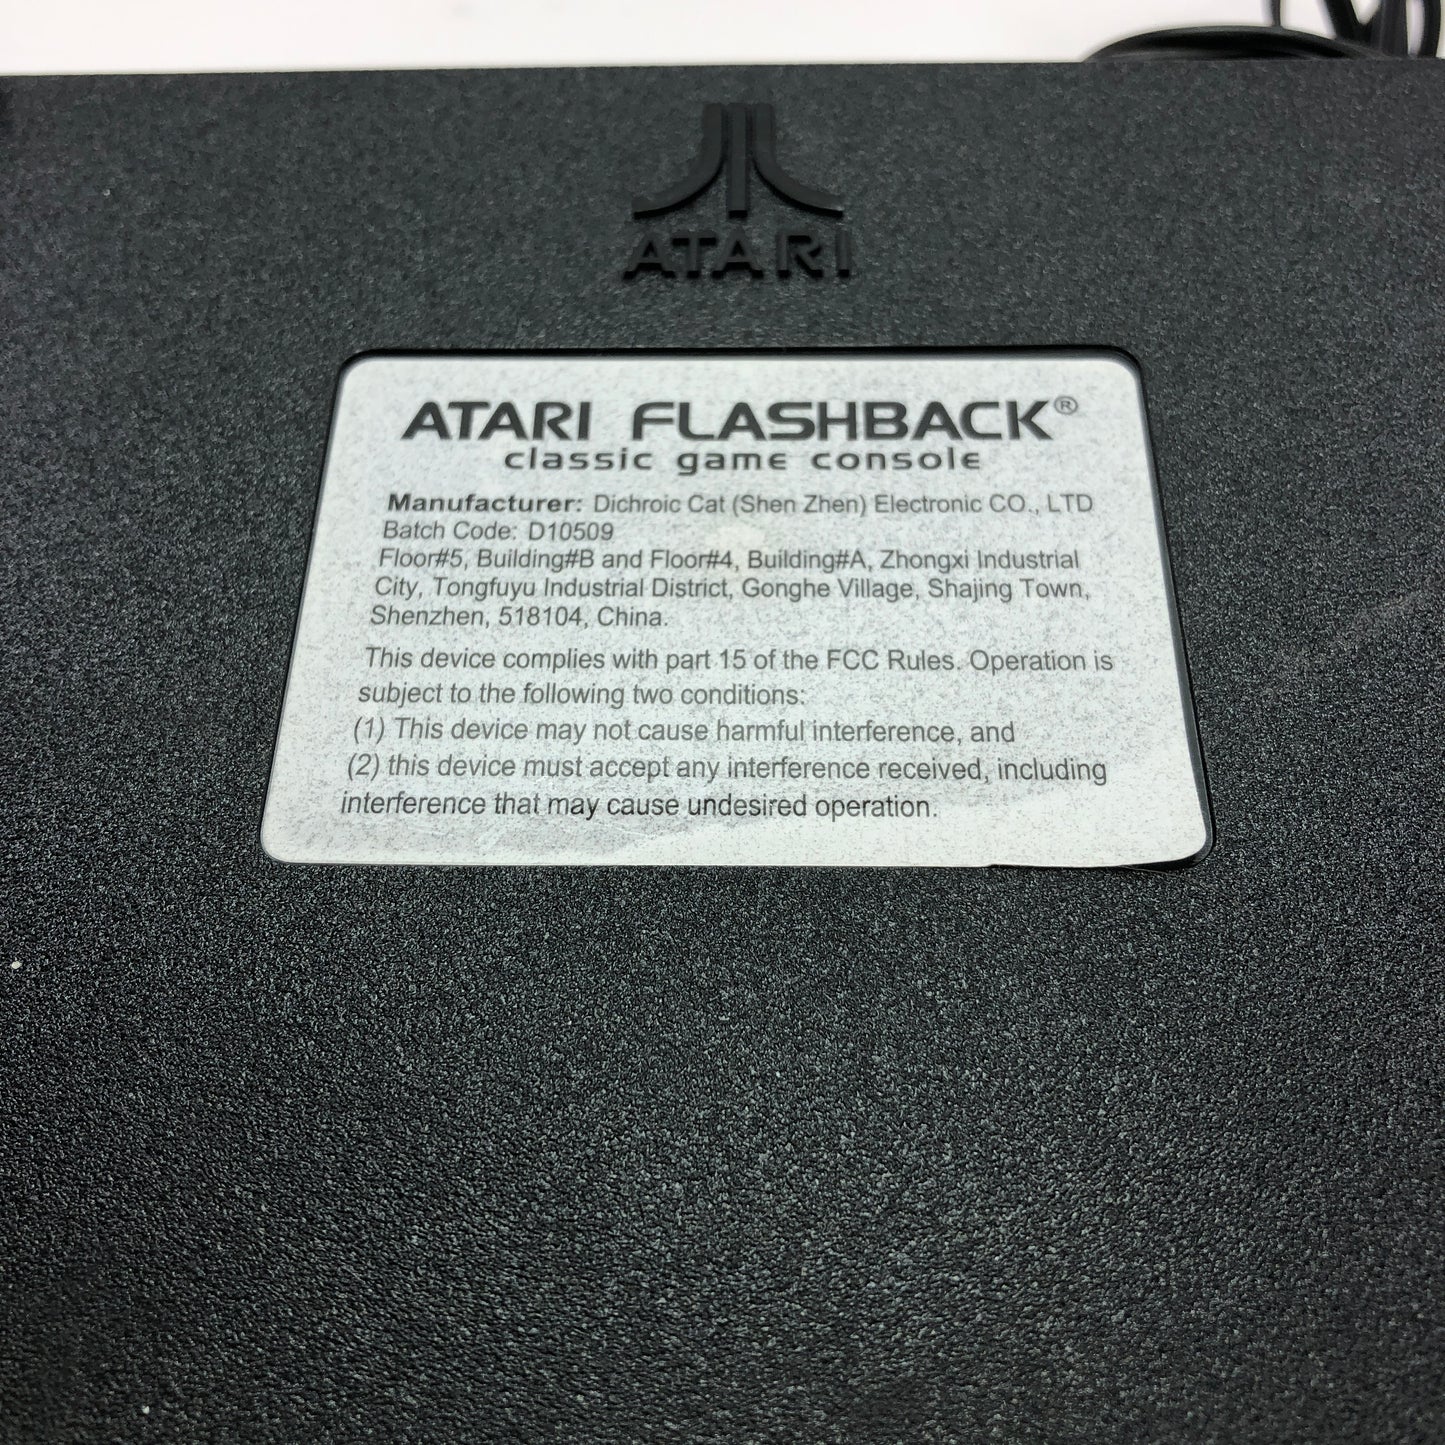 ATARI
ATARI FLASHBACK®
classic game console
Manufacturer: Dichroic Cat (Shen Zhen) Electronic CO., LTD
Batch Code: D10509
Floor#5, Building#B and Floor#4, Building#A, Zhongxi Industrial
City, Tongfuyu Industrial District, Gonghe Village, Shajing Town,
Shenzhen, 518104, China.
This device complies with part 15 of the FCC Rules. Operation is
subject to the following two conditions:
(1) This device may not cause harmful interference, and
(2) this device must accept any interference received, including
interference that may cause undesired operation.